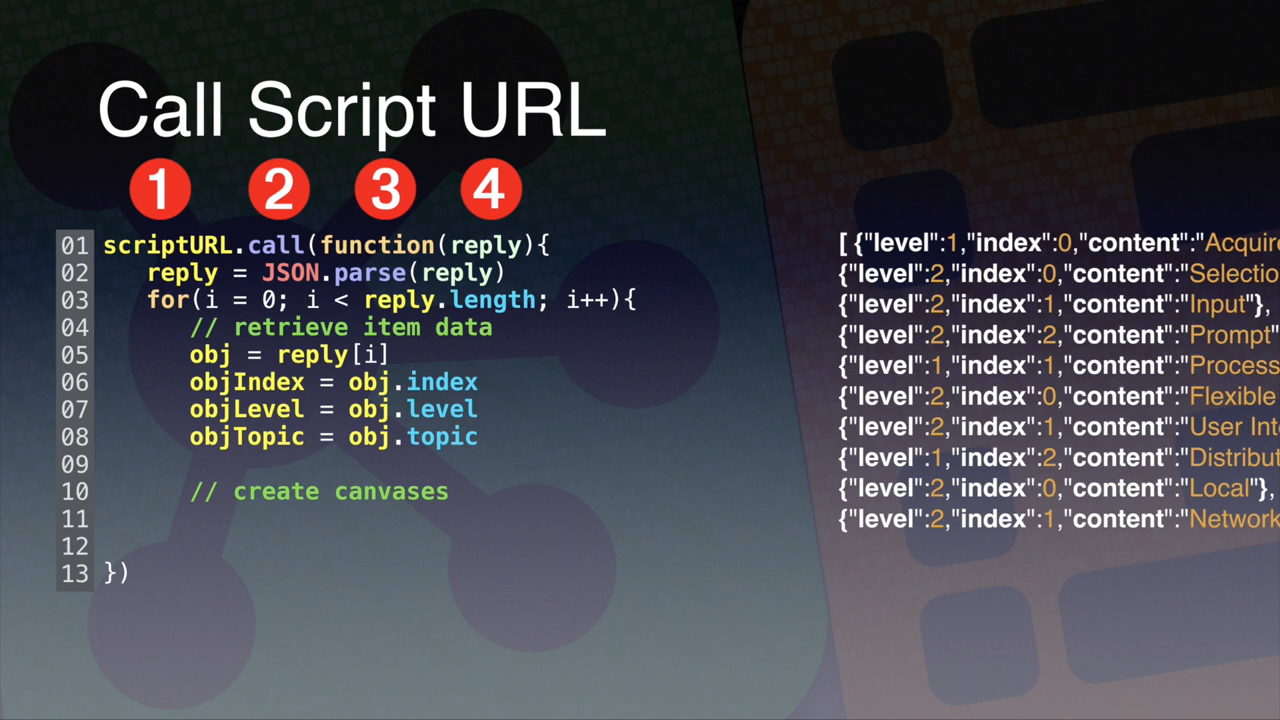 Call Script URL
1 2 3 4
01 scriptURL.call(function(reply){
02 reply = JSON.parse(reply)
03 for(i = 0; i < reply.length; i++){
04 // retrieve item data
05 obj = reply[i]
06 objIndex = obj.index
07 objLevel = obj.level
08 objTopic = obj.topic
09
10 // create canvases
11
12
13 })
[{"level":1,"index":0,"content":"Acquire
{"level":2,"index":0,"content":"Selectio
{"level":2,"index":1,"content":"Input"},
{"level":2,"index":2,"content":"Prompt"
{"level":1,"index":1,"content":"Process
{"level":2,"index":0,"content":"Flexible
{"level":2,"index":1,"content":"User Int
{"level":1,"index":2,"content":"Distribut
{"level":2,"index":0,"content":"Local"},
{"level":2,"index":1,"content":"Network